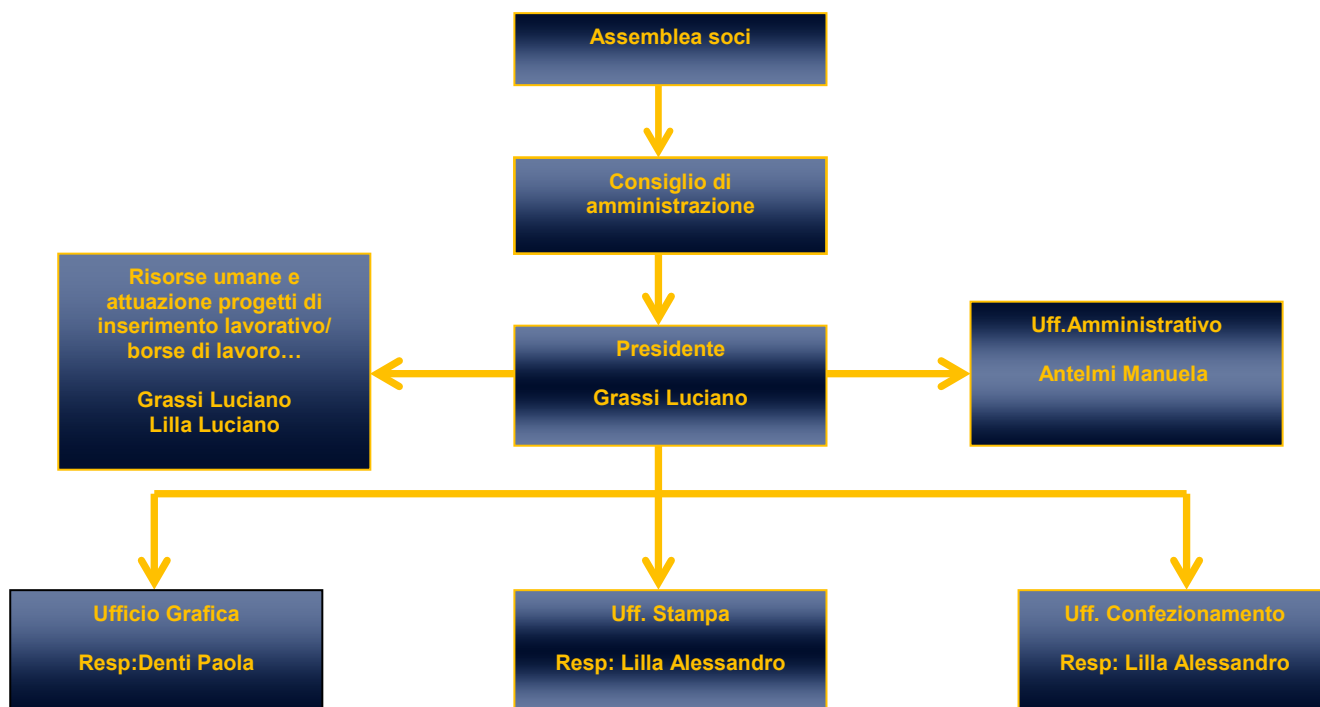 Assemblea soci
Consiglio di
amministrazione
Risorse umane e
attuazione progetti di
inserimento lavorativo/
borse di lavoro…
Grassi Luciano
Lilla Luciano
Presidente
Grassi Luciano
Uff.Amministrativo
Antelmi Manuela
Ufficio Grafica
Resp:Denti Paola
Uff. Stampa
Resp: Lilla Alessandro
Uff. Confezionamento
Resp: Lilla Alessandro